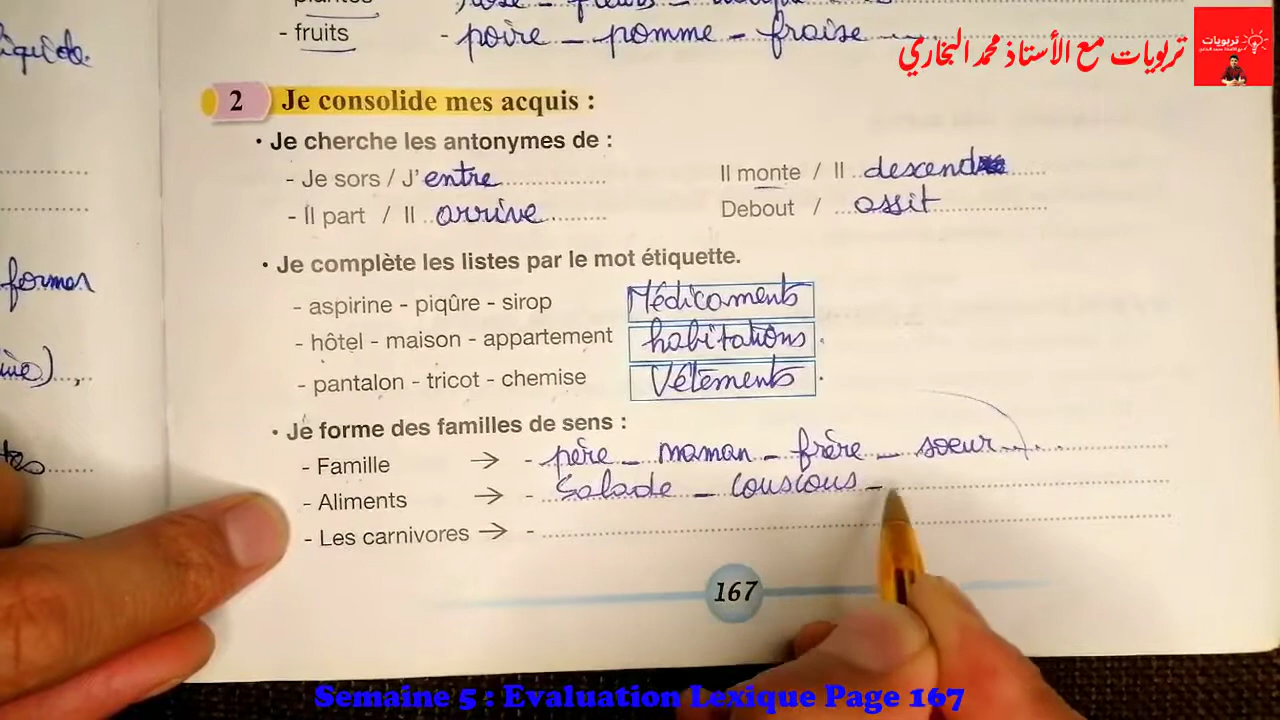 - fruits - poire - pomme - fraise
تربويات مع الأستاذ محمد البخاري
تربويات
liquide.
2 Je consolide mes acquis :
• Je cherche les antonymes de :
- Je sors / J' entre Il monte / Il descend
- Il part / Il arrive Debout / assit
former
• Je complète les listes par le mot étiquette.
- aspirine - piqûre - sirop Médicaments
- hôtel - maison - appartement habitations
- pantalon - tricot - chemise Vêtements
• Je forme des familles de sens :
- Famille → - père - maman - frère - soeur
- Aliments → - Salade - couscous -
- Les carnivores → -
167
Semaine 5 : Evaluation Lexique Page 167